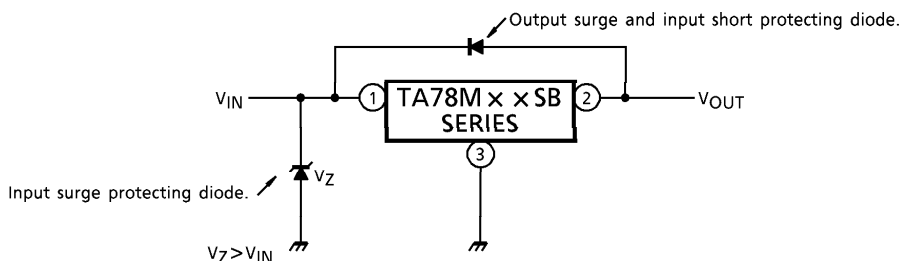 Output surge and input short protecting diode.
VIN
1
TA78M××SB
SERIES
2
VOUT
3
Input surge protecting diode.
VZ
VZ>VIN